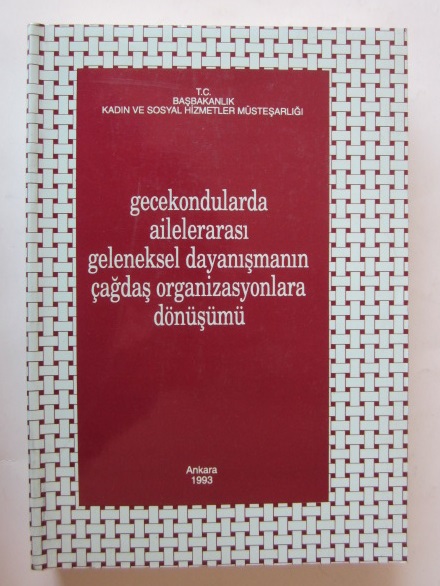 T.C.
BAŞBAKANLIK
KADIN VE SOSYAL HİZMETLER MÜSTEŞARLIĞI
gecekondularda
ailelerarası
geleneksel dayanışmanın
çağdaş organizasyonlara
dönüşümü
Ankara
1993